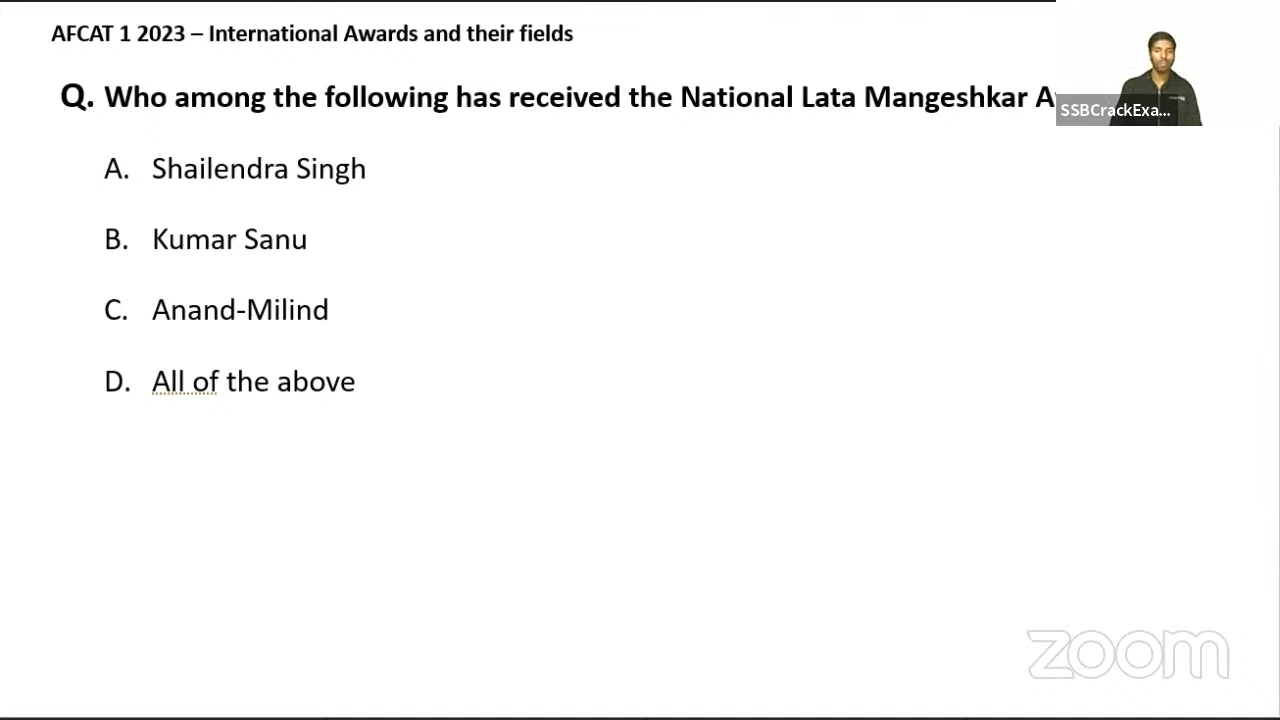 AFCAT 1 2023 – International Awards and their fields
Q. Who among the following has received the National Lata Mangeshkar A
SSBCrackExa...
A. Shailendra Singh
B. Kumar Sanu
C. Anand-Milind
D. All of the above
zoom